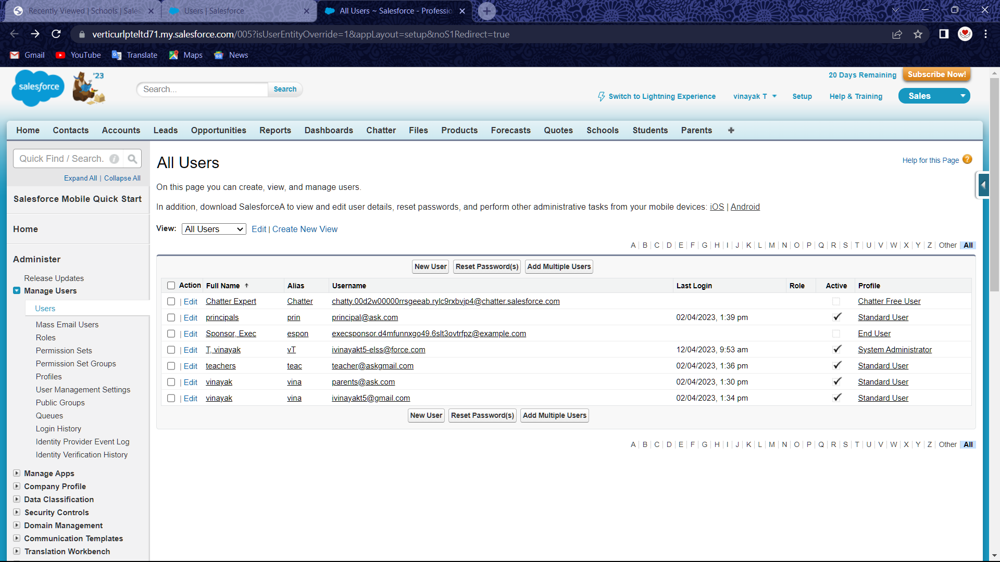 Recently Viewed | Schools | Sales
Users | Salesforce
All Users ~ Salesforce - Professio
verticurlpteltd71.my.salesforce.com/005?isUserEntityOverride=1&appLayout=setup&noS1Redirect=true
Gmail YouTube Translate Maps News
salesforce '23
Search... Search
20 Days Remaining Subscribe Now!
Switch to Lightning Experience vinayak T Setup Help & Training Sales
Home Contacts Accounts Leads Opportunities Reports Dashboards Chatter Files Products Forecasts Quotes Schools Students Parents +
Quick Find / Search...
Expand All | Collapse All
Salesforce Mobile Quick Start
Home
Administer
Release Updates
Manage Users
Users
Mass Email Users
Roles
Permission Sets
Permission Set Groups
Profiles
User Management Settings
Public Groups
Queues
Login History
Identity Provider Event Log
Identity Verification History
Manage Apps
Company Profile
Data Classification
Security Controls
Domain Management
Communication Templates
Translation Workbench
All Users
Help for this Page ?
On this page you can create, view, and manage users.
In addition, download SalesforceA to view and edit user details, reset passwords, and perform other administrative tasks from your mobile devices: iOS | Android
View: All Users Edit | Create New View
A | B | C | D | E | F | G | H | I | J | K | L | M | N | O | P | Q | R | S | T | U | V | W | X | Y | Z | Other All
New User Reset Password(s) Add Multiple Users
Action Full Name ↑ Alias Username Last Login Role Active Profile
| Edit Chatter Expert Chatter chatty.00d2w00000rrsgeeab.rylc9rxbvjp4@chatter.salesforce.com Chatter Free User
| Edit principals prin principal@ask.com 02/04/2023, 1:39 pm ✓ Standard User
| Edit Sponsor, Exec espon execsponsor.d4mfunnxgo49.6slt3ovtrfpz@example.com End User
| Edit T, vinayak vT ivinayakt5-elss@force.com 12/04/2023, 9:53 am ✓ System Administrator
| Edit teachers teac teacher@askgmail.com 02/04/2023, 1:36 pm ✓ Standard User
| Edit vinayak vina parents@ask.com 02/04/2023, 1:30 pm ✓ Standard User
| Edit vinayak vina ivinayakt5@gmail.com 02/04/2023, 1:34 pm ✓ Standard User
New User Reset Password(s) Add Multiple Users
A | B | C | D | E | F | G | H | I | J | K | L | M | N | O | P | Q | R | S | T | U | V | W | X | Y | Z | Other All